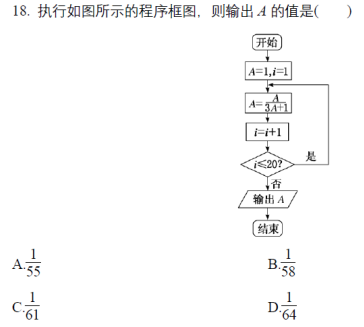 18. 执行如图所示的程序框图，则输出 A 的值是(　　)
开始
A=1,i=1
A=A/(3A+1)
i=i+1
i≤20?
是
否
输出 A
结束
A.1/55
B.1/58
C.1/61
D.1/64